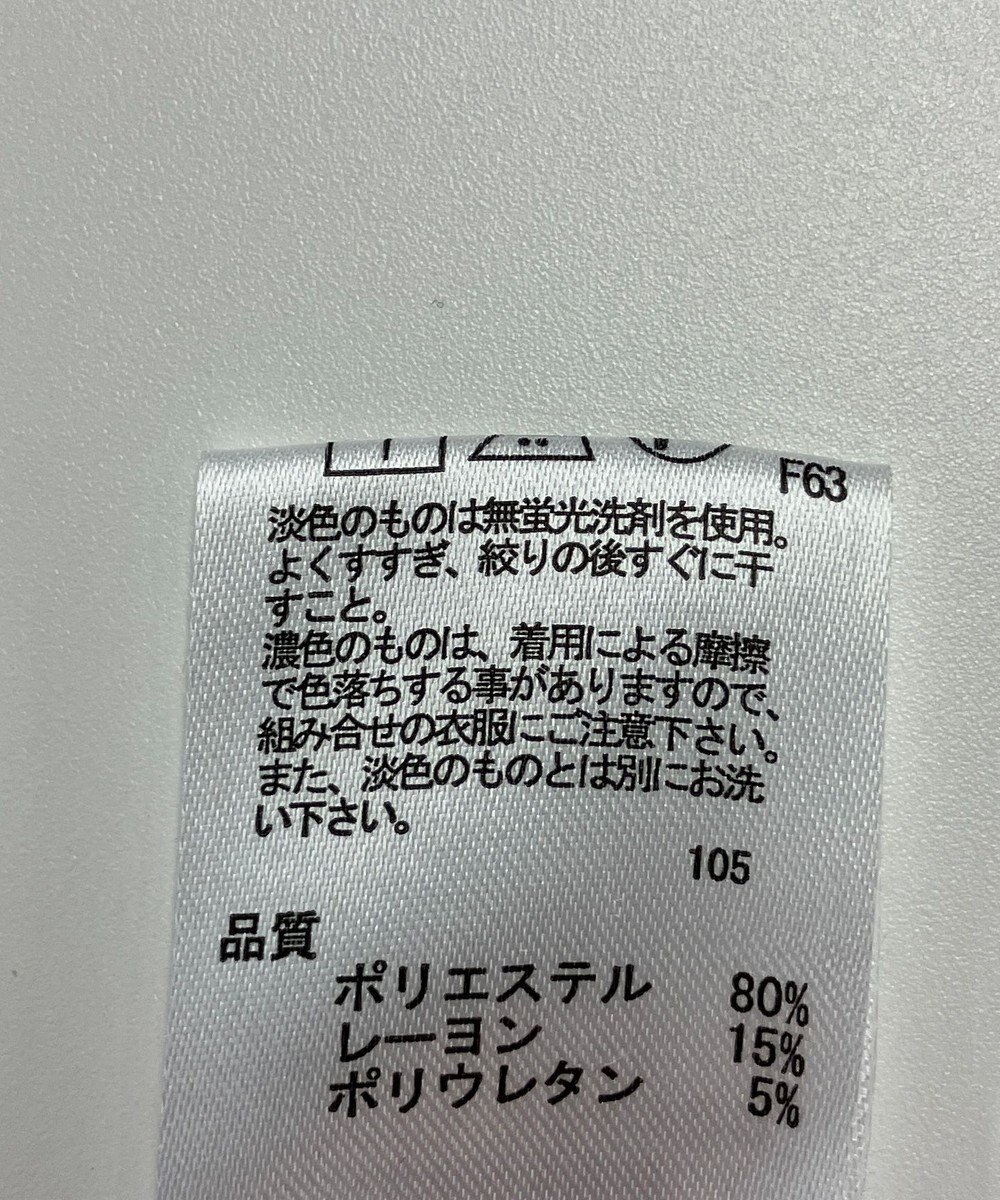 F63
淡色のものは無蛍光洗剤を使用。
よくすすぎ、絞りの後すぐに干
すこと。
濃色のものは、着用による摩擦
で色落ちする事がありますので、
組み合せの衣服にご注意下さい。
また、淡色のものとは別にお洗
い下さい。
105
品質
ポリエステル 80%
レーヨン 15%
ポリウレタン 5%